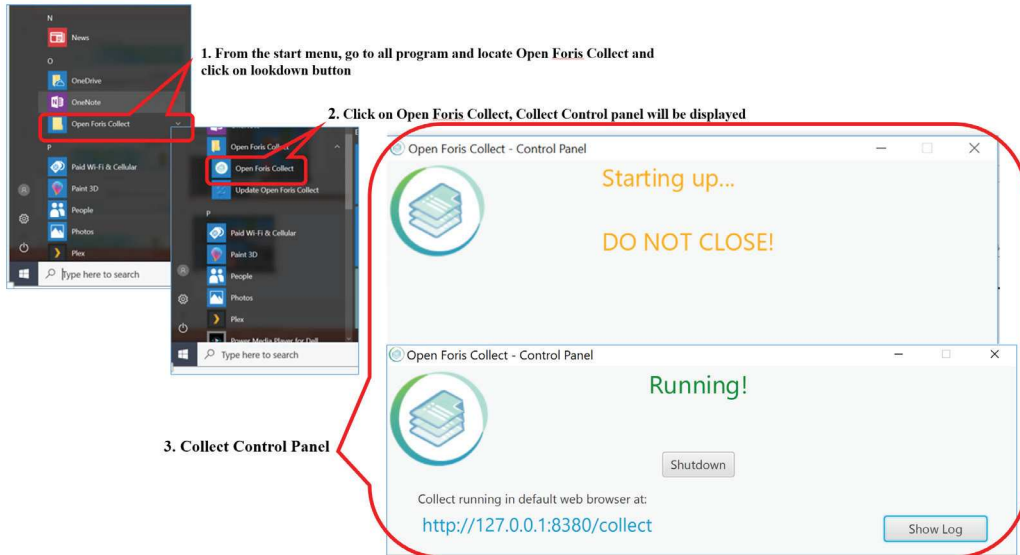 N
News
O
OneDrive
OneNote
Open Foris Collect
P
Paid Wi-Fi & Cellular
Paint 3D
People
Photos
Plex
Type here to search
1. From the start menu, go to all program and locate Open Foris Collect and
click on lookdown button
2. Click on Open Foris Collect, Collect Control panel will be displayed
Open Foris Collect
Open Foris Collect
Update Open Foris Collect
P
Paid Wi-Fi & Cellular
Paint 3D
People
Photos
Plex
Power Media Player for Dell
Type here to search
3. Collect Control Panel
Open Foris Collect - Control Panel
Starting up...
DO NOT CLOSE!
Open Foris Collect - Control Panel
Running!
Shutdown
Collect running in default web browser at:
http://127.0.0.1:8380/collect
Show Log